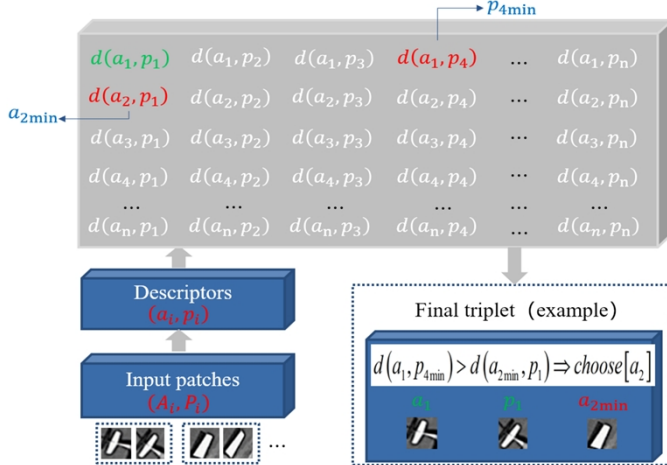 p₄min
d(a₁, p₁) d(a₁, p₂) d(a₁, p₃) d(a₁, p₄) ... d(a₁, pₙ)
d(a₂, p₁) d(a₂, p₂) d(a₂, p₃) d(a₂, p₄) ... d(a₂, pₙ)
a₂min
d(a₃, p₁) d(a₃, p₂) d(a₃, p₃) d(a₃, p₄) ... d(a₃, pₙ)
d(a₄, p₁) d(a₄, p₂) d(a₄, p₃) d(a₄, p₄) ... d(a₄, pₙ)
... ... ... ... ... ...
d(aₙ, p₁) d(aₙ, p₂) d(aₙ, p₃) d(aₙ, p₄) ... d(aₙ, pₙ)
Descriptors
(aᵢ, pᵢ)
Input patches
(Aᵢ, Pᵢ)
...
Final triplet (example)
d(a₁, p₄min) > d(a₂min, p₁) ⇒ choose[a₂]
a₁ p₁ a₂min